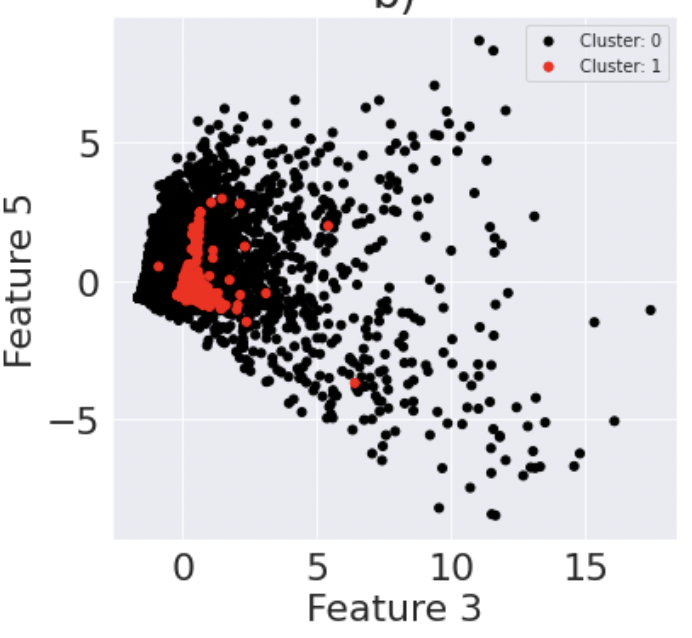 b)
Cluster: 0
Cluster: 1
5
0
−5
Feature 5
0 5 10 15
Feature 3